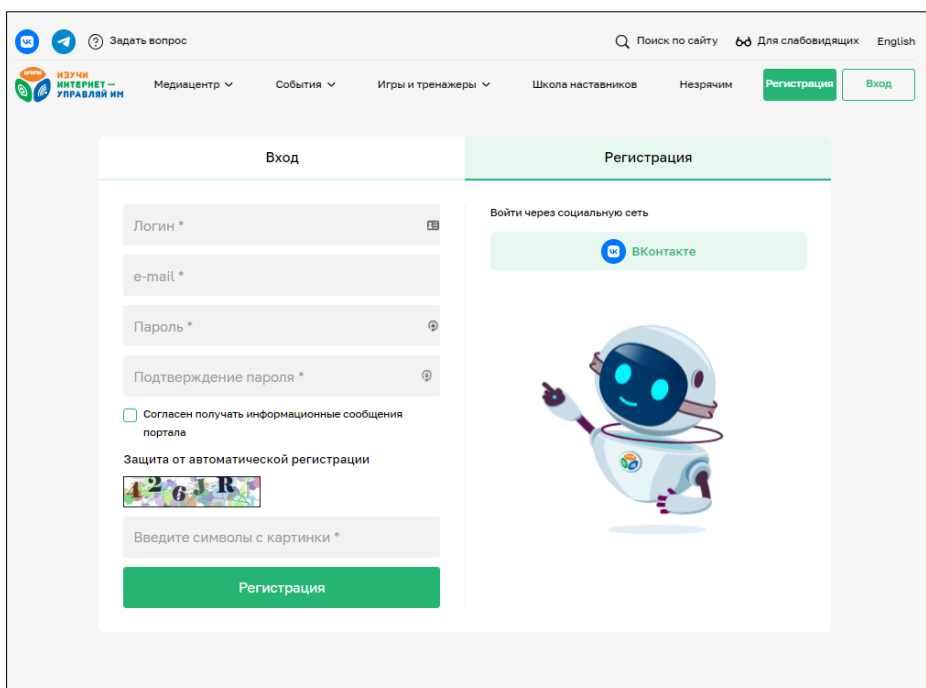 Задать вопрос
Поиск по сайту
Для слабовидящих
English
www
ИЗУЧИ
ИНТЕРНЕТ —
УПРАВЛЯЙ ИМ
Медиацентр
События
Игры и тренажеры
Школа наставников
Незрячим
Регистрация
Вход
Вход
Регистрация
Логин *
e-mail *
Пароль *
Подтверждение пароля *
Согласен получать информационные сообщения
портала
Защита от автоматической регистрации
Введите символы с картинки *
Регистрация
Войти через социальную сеть
ВКонтакте